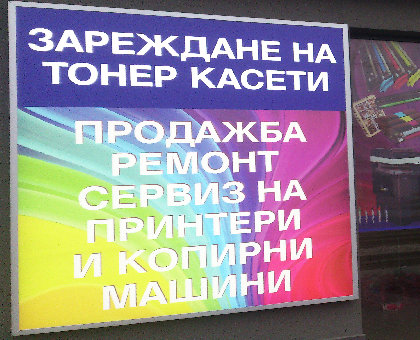 ЗАРЕЖДАНЕ НА
ТОНЕР КАСЕТИ
ПРОДАЖБА
РЕМОНТ
СЕРВИЗ НА
ПРИНТЕРИ
И КОПИРНИ
МАШИНИ